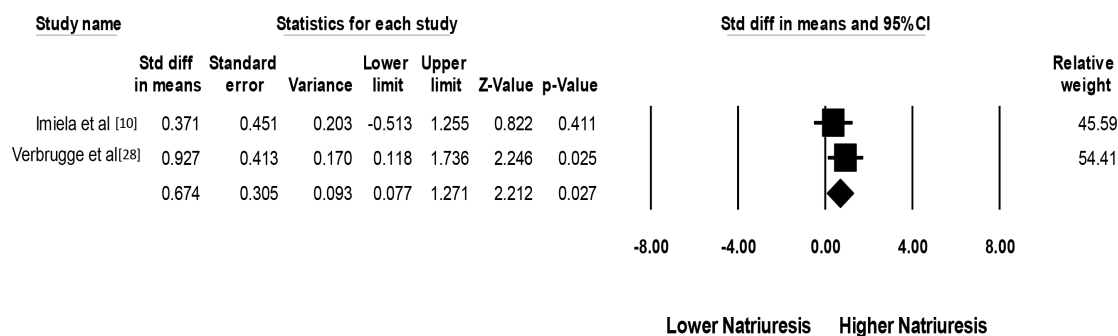 Study name Statistics for each study Std diff in means and 95%CI
Std diff Standard Lower Upper Relative
in means error Variance limit limit Z-Value p-Value weight
Imiela et al [10] 0.371 0.451 0.203 -0.513 1.255 0.822 0.411 45.59
Verbrugge et al[28] 0.927 0.413 0.170 0.118 1.736 2.246 0.025 54.41
0.674 0.305 0.093 0.077 1.271 2.212 0.027
-8.00 -4.00 0.00 4.00 8.00
Lower Natriuresis Higher Natriuresis